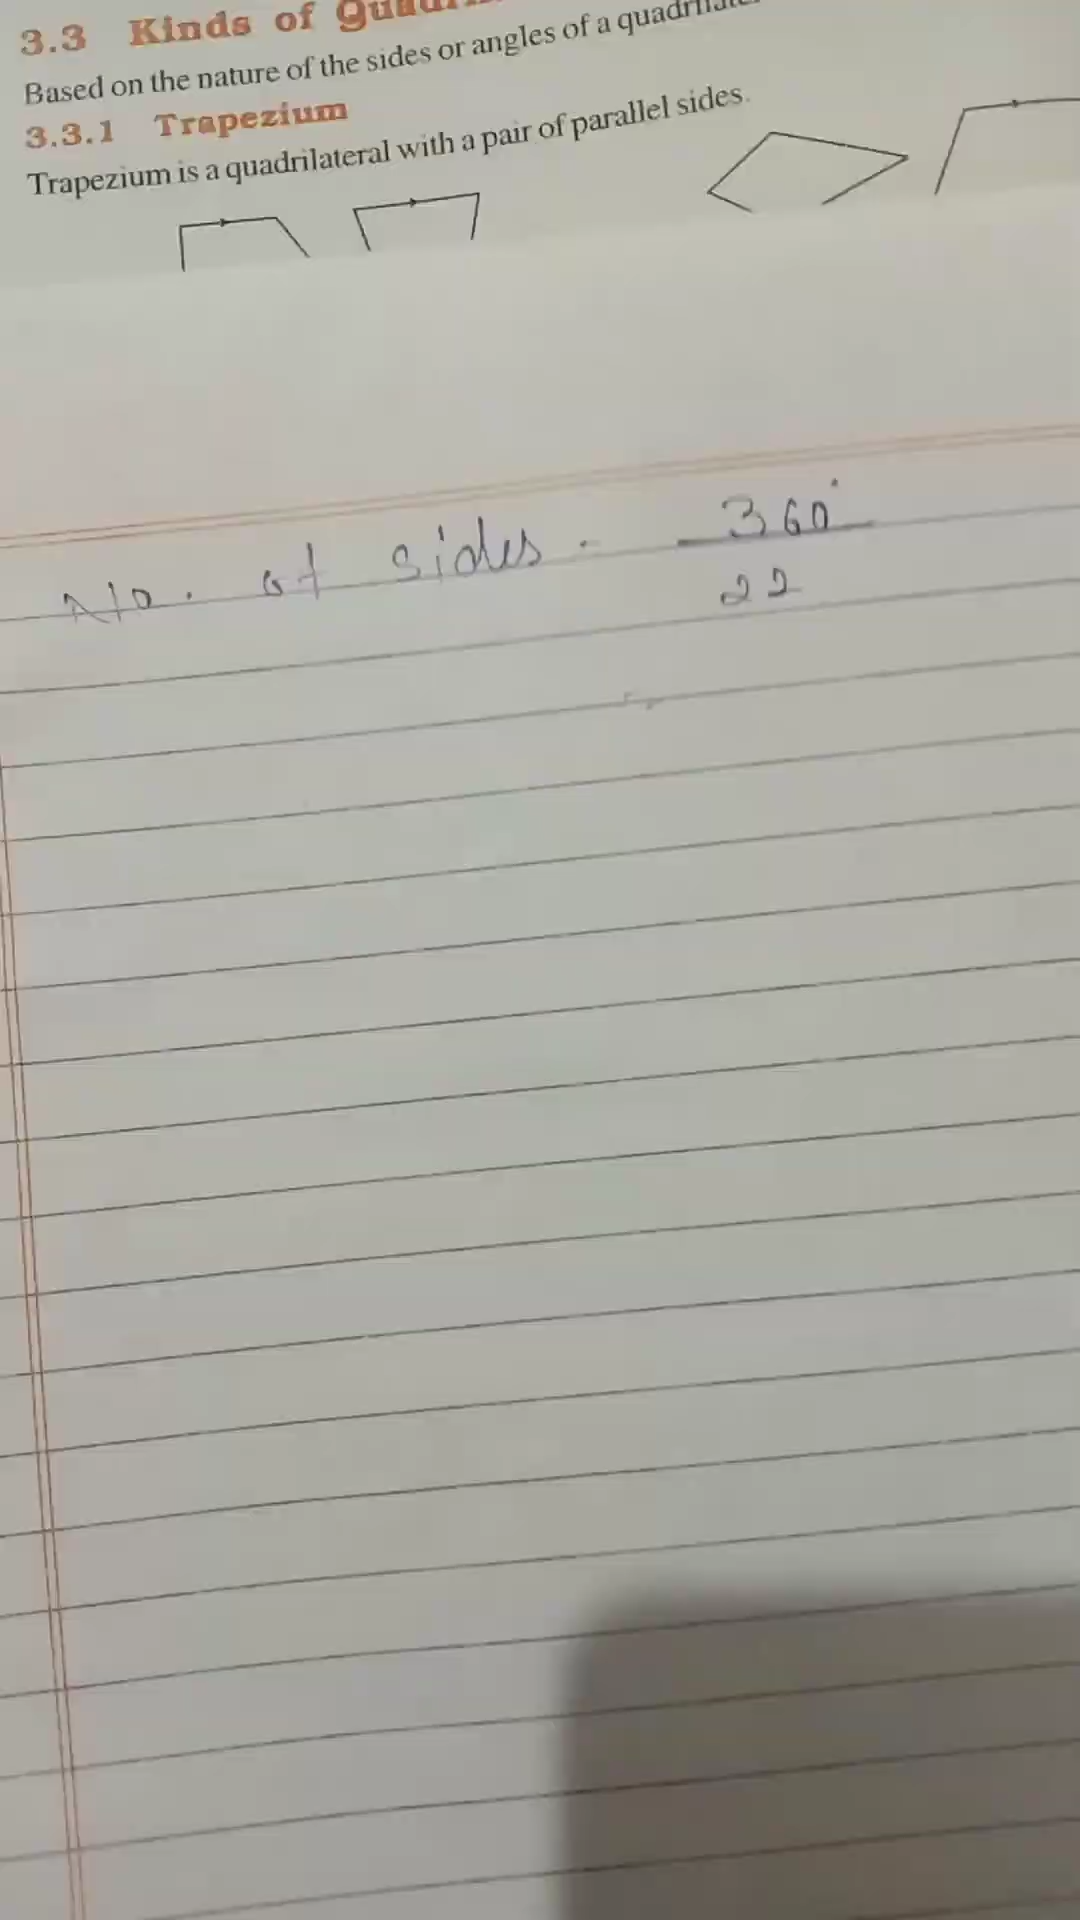 3.3 Kinds of
Based on the nature of the sides or angles of a
3.3.1 Trapezium
Trapezium is a quadrilateral with a pair of parallel sides.
No. of sides = 360°
22